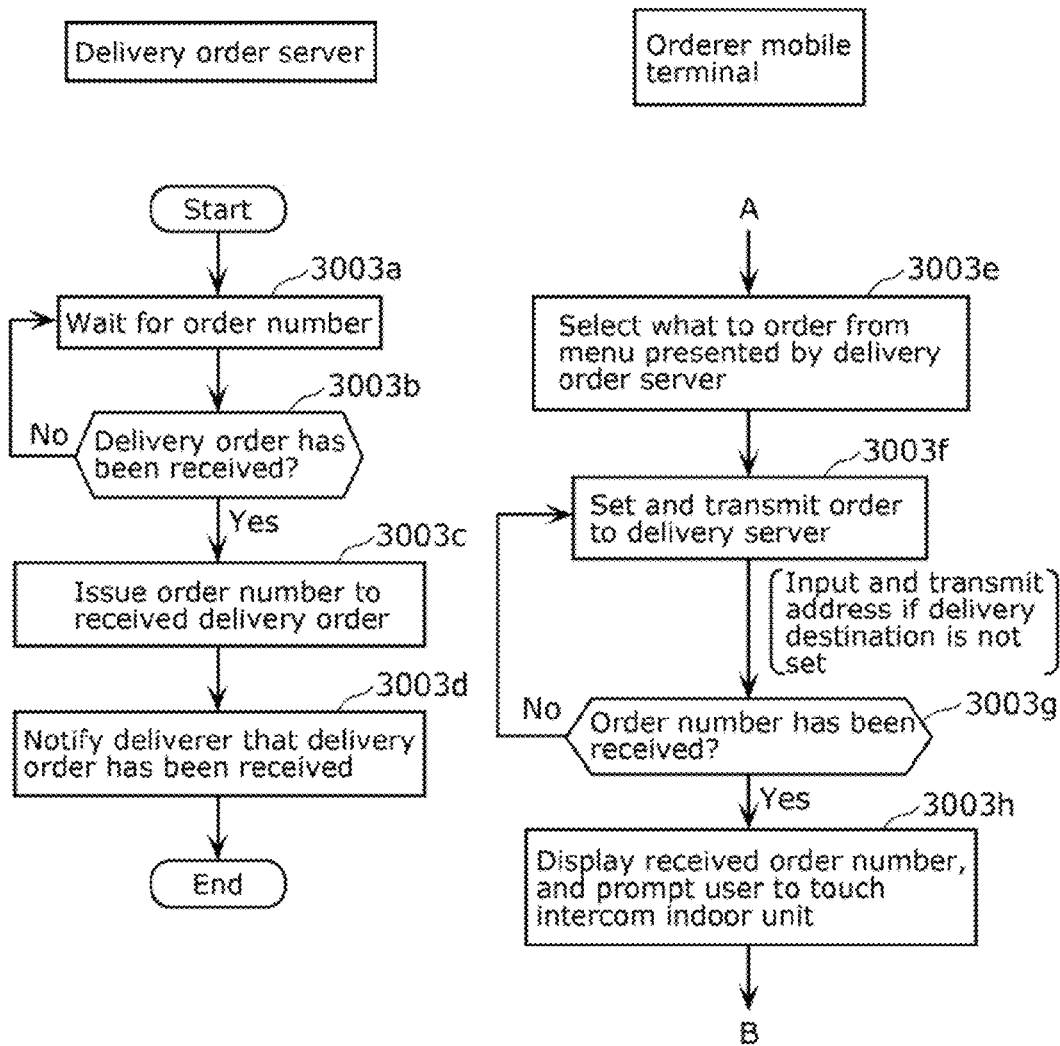 Delivery order server
Start
3003a
Wait for order number
3003b
No
Delivery order has
been received?
Yes
3003c
Issue order number to
received delivery order
3003d
Notify deliverer that delivery
order has been received
End
Orderer mobile
terminal
A
3003e
Select what to order from
menu presented by delivery
order server
3003f
Set and transmit order
to delivery server
Input and transmit
address if delivery
destination is not
set
No
3003g
Order number has been
received?
Yes
3003h
Display received order number,
and prompt user to touch
intercom indoor unit
B